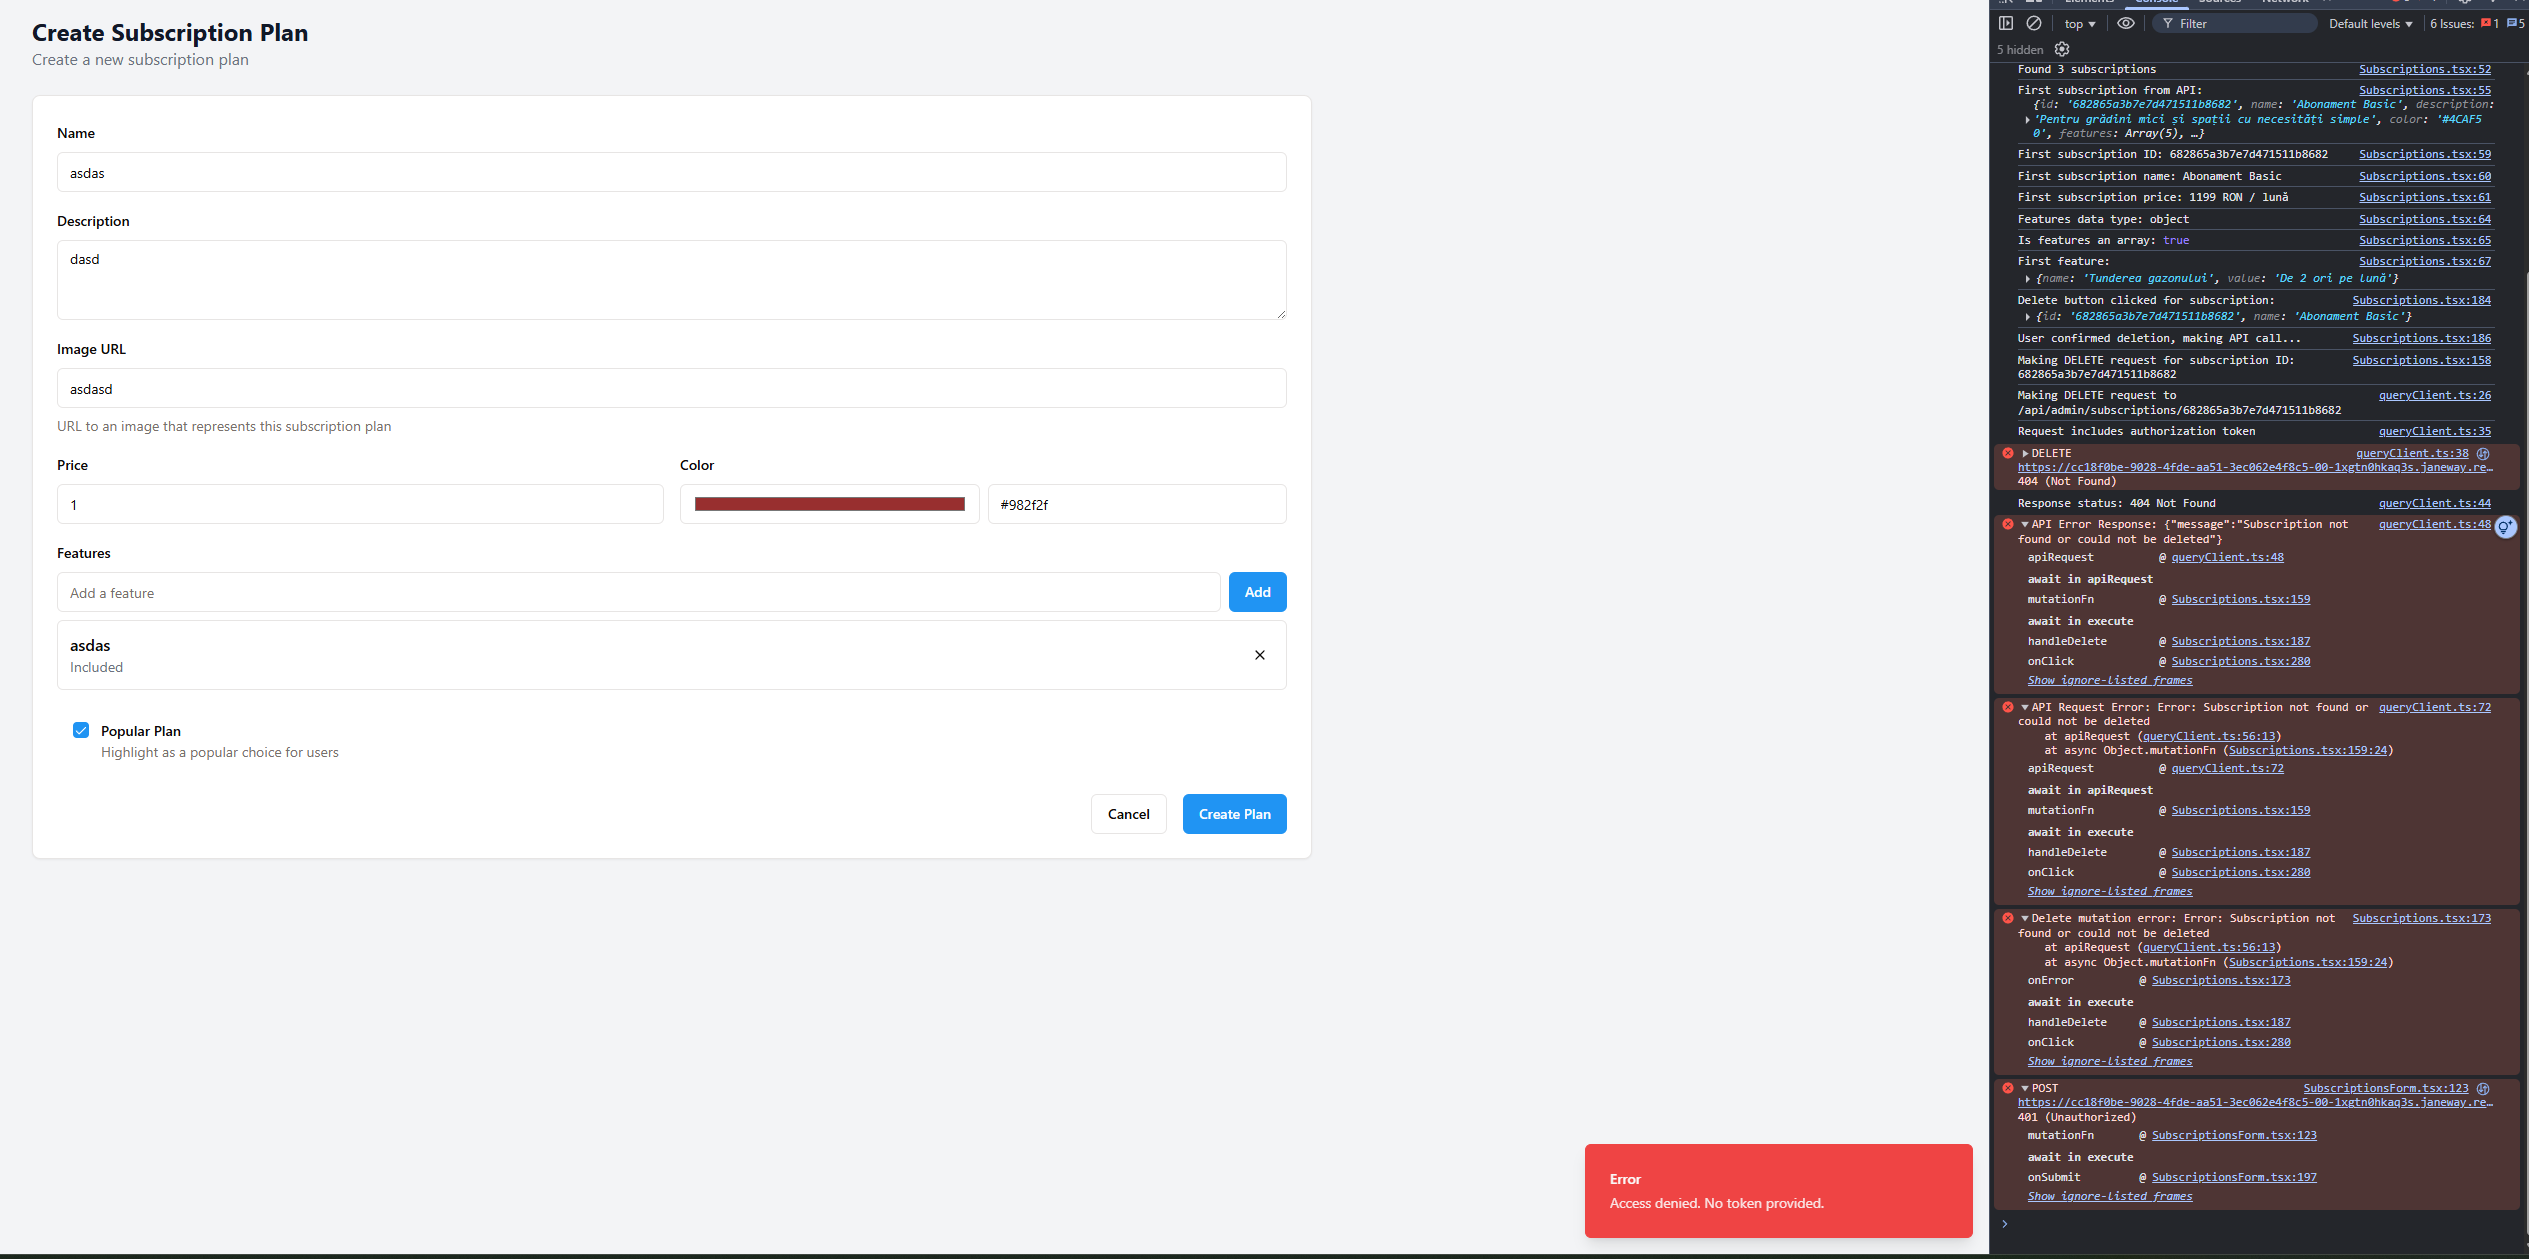 Create Subscription Plan
Create a new subscription plan
Name
asdas
Description
dasd
Image URL
asdasd
URL to an image that represents this subscription plan
Price
Color
1
#982f2f
Features
Add a feature
Add
asdas
Included
Popular Plan
Highlight as a popular choice for users
Cancel
Create Plan
Error
Access denied. No token provided.
top
Filter
Default levels
6 Issues:
1
5
5 hidden
Found 3 subscriptions Subscriptions.tsx:52
First subscription from API: Subscriptions.tsx:55
{id: '682865a3b7e7d471511b8682', name: 'Abonament Basic', description:
'Pentru grădini mici și spații cu necesități simple', color: '#4CAF5
0', features: Array(5), …}
First subscription ID: 682865a3b7e7d471511b8682 Subscriptions.tsx:59
First subscription name: Abonament Basic Subscriptions.tsx:60
First subscription price: 1199 RON / lună Subscriptions.tsx:61
Features data type: object Subscriptions.tsx:64
Is features an array: true Subscriptions.tsx:65
First feature: Subscriptions.tsx:67
{name: 'Tunderea gazonului', value: 'De 2 ori pe lună'}
Delete button clicked for subscription: Subscriptions.tsx:184
{id: '682865a3b7e7d471511b8682', name: 'Abonament Basic'}
User confirmed deletion, making API call... Subscriptions.tsx:186
Making DELETE request for subscription ID: Subscriptions.tsx:158
682865a3b7e7d471511b8682
Making DELETE request to queryClient.ts:26
/api/admin/subscriptions/682865a3b7e7d471511b8682
Request includes authorization token queryClient.ts:35
DELETE queryClient.ts:38
https://cc18f0be-9028-4fde-aa51-3ec062e4f8c5-00-1xgtn0hkaq3s.janeway.re…
404 (Not Found)
Response status: 404 Not Found queryClient.ts:44
API Error Response: {"message":"Subscription not queryClient.ts:48
found or could not be deleted"}
apiRequest @ queryClient.ts:48
await in apiRequest
mutationFn @ Subscriptions.tsx:159
await in execute
handleDelete @ Subscriptions.tsx:187
onClick @ Subscriptions.tsx:280
Show ignore-listed frames
API Request Error: Error: Subscription not found or queryClient.ts:72
could not be deleted
at apiRequest (queryClient.ts:56:13)
at async Object.mutationFn (Subscriptions.tsx:159:24)
apiRequest @ queryClient.ts:72
await in apiRequest
mutationFn @ Subscriptions.tsx:159
await in execute
handleDelete @ Subscriptions.tsx:187
onClick @ Subscriptions.tsx:280
Show ignore-listed frames
Delete mutation error: Error: Subscription not Subscriptions.tsx:173
found or could not be deleted
at apiRequest (queryClient.ts:56:13)
at async Object.mutationFn (Subscriptions.tsx:159:24)
onError @ Subscriptions.tsx:173
await in execute
handleDelete @ Subscriptions.tsx:187
onClick @ Subscriptions.tsx:280
Show ignore-listed frames
POST SubscriptionsForm.tsx:123
https://cc18f0be-9028-4fde-aa51-3ec062e4f8c5-00-1xgtn0hkaq3s.janeway.re…
401 (Unauthorized)
mutationFn @ SubscriptionsForm.tsx:123
await in execute
onSubmit @ SubscriptionsForm.tsx:197
Show ignore-listed frames